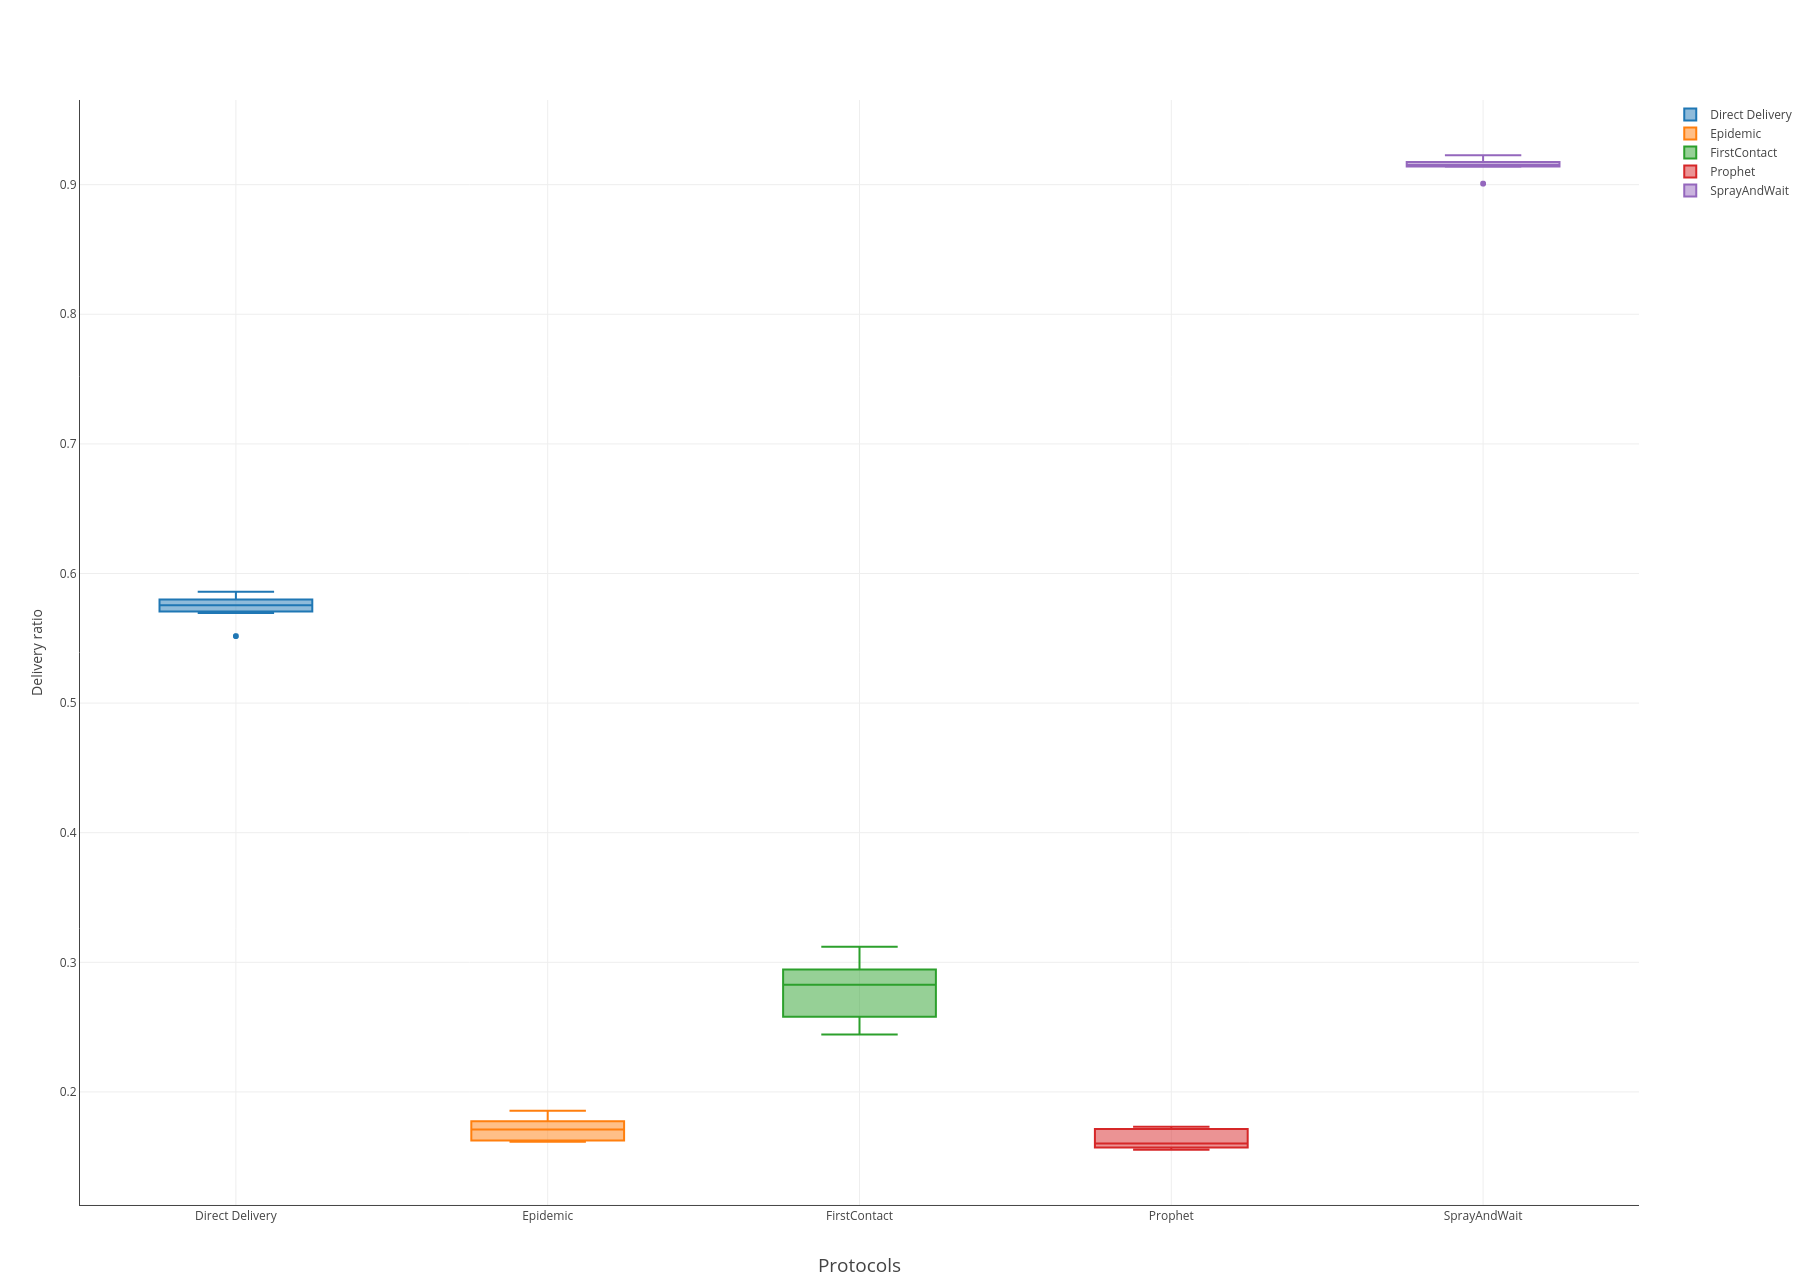 Direct Delivery
Epidemic
FirstContact
Prophet
SprayAndWait
0.9
0.8
0.7
0.6
0.5
0.4
0.3
0.2
Delivery ratio
Direct Delivery
Epidemic
FirstContact
Prophet
SprayAndWait
Protocols